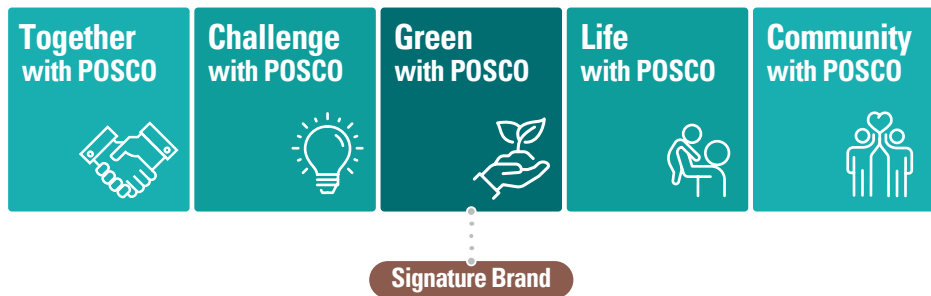 Together
with POSCO
Challenge
with POSCO
Green
with POSCO
Life
with POSCO
Community
with POSCO
Signature Brand